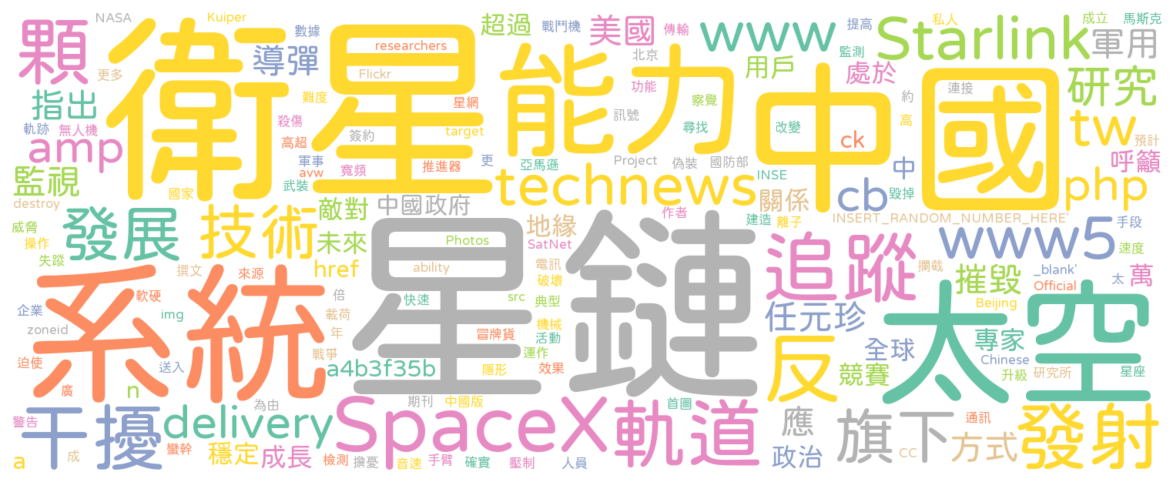 顆 NASA Kuiper 數據 researchers 超過 戰鬥機 美國 傳輸 www 提高 私人 成立 馬斯克
更多 衛星 導彈 Flickr 能力 北京 用戶 監測 處於 Starlink 軍用
指出 難度 星網 功能 察覺 中國 約 連接 研究
軌跡 無人機 殺傷 簽約 target 訊號 尋找 改變 ck 高 tw
amp 高超 軍事 推進器 更 亞馬遜 Project 偽裝 國防部 INSE 中 預計 呼籲
監視 國家 武裝 avw 寬頻 technews 關係 毀掉 cb php
destroy 敵對 中國政府 地緣 作者 建造 離子 INSERT_RANDOM_NUMBER_HERE' 手段
威脅 發展 技術 未來 Photos 星鏈 SatNet www5 速度
操作 失蹤 撰文 來源 href ability 電訊 追蹤 攔截 _blank' 太 萬
企業 zoneid 軟硬 倍 載荷 快速 src 破壞 典型 摧毀 Official
系統 img 年 冒牌貨 機械 活動 任元珍 Beijing 太空
迫使 送入 戰爭 a4b3f35b 隱形 運作 效果 反 全球 專家 Chinese 星座
廣 n 競賽 升級 研究所
干擾 delivery 為由 期刊 中國版 SpaceX 首圖 軌道 應 旗下 通訊 發射
警告 a 成 蠻幹 穩定 成長 檢測 擴憂 音速 手臂 確實 壓制 人員 政治 cc 方式